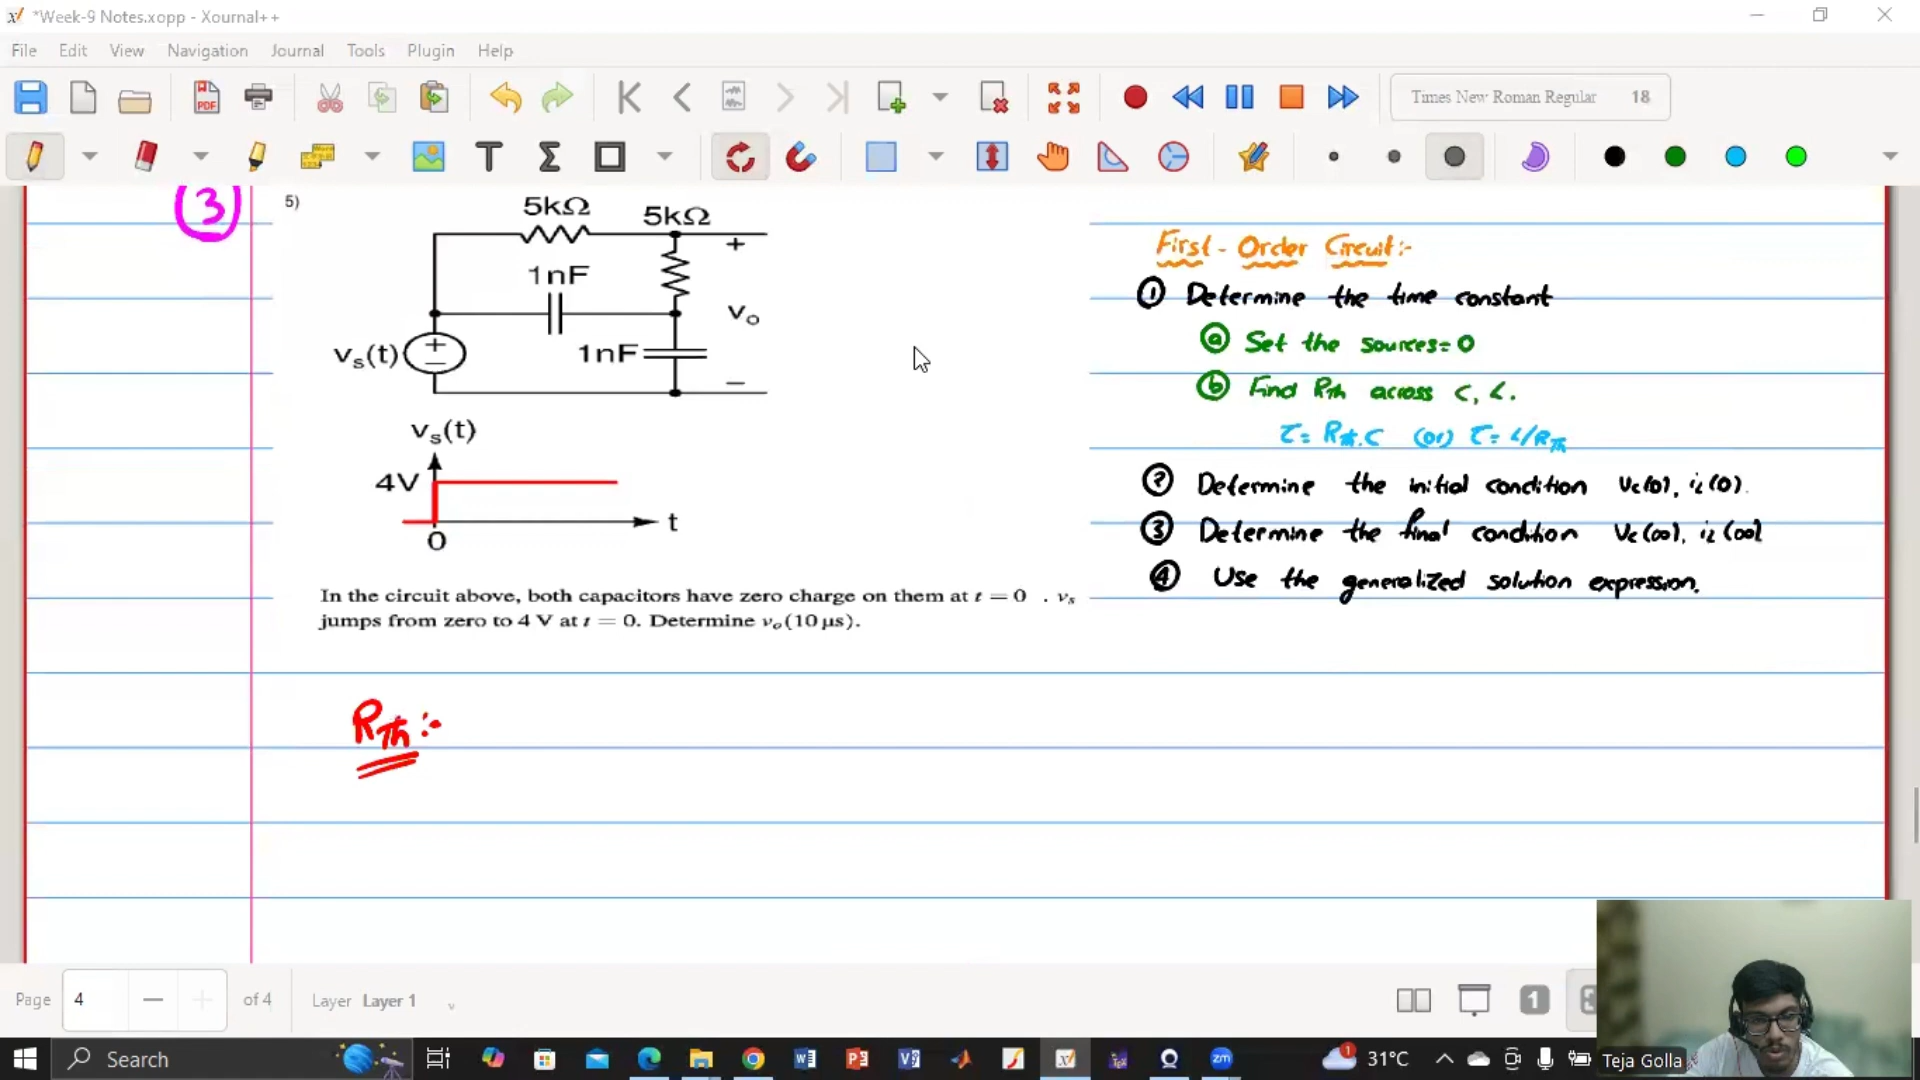 *Week-9 Notes.xopp - Xournal++
File Edit View Navigation Journal Tools Plugin Help
Times New Roman Regular 18
3
5)
5kΩ
5kΩ
+
1nF
vo
vs(t)
+
−
1nF
−
vs(t)
4V
t
0
In the circuit above, both capacitors have zero charge on them at t = 0 . vs
jumps from zero to 4 V at t = 0. Determine vo(10 μs).
First-Order Circuit:-
① Determine the time constant
ⓐ Set the sources=0
ⓑ Find RTh across C, L.
τ= RTh.C (or) τ= L/RTh
② Determine the initial condition Vc(0), iL(0).
③ Determine the final condition Vc(∞), iL(∞)
④ Use the generalized solution expression.
RTh :-
Page 4 of 4 Layer Layer 1
1
Teja Golla
Search
zm
1
31°C